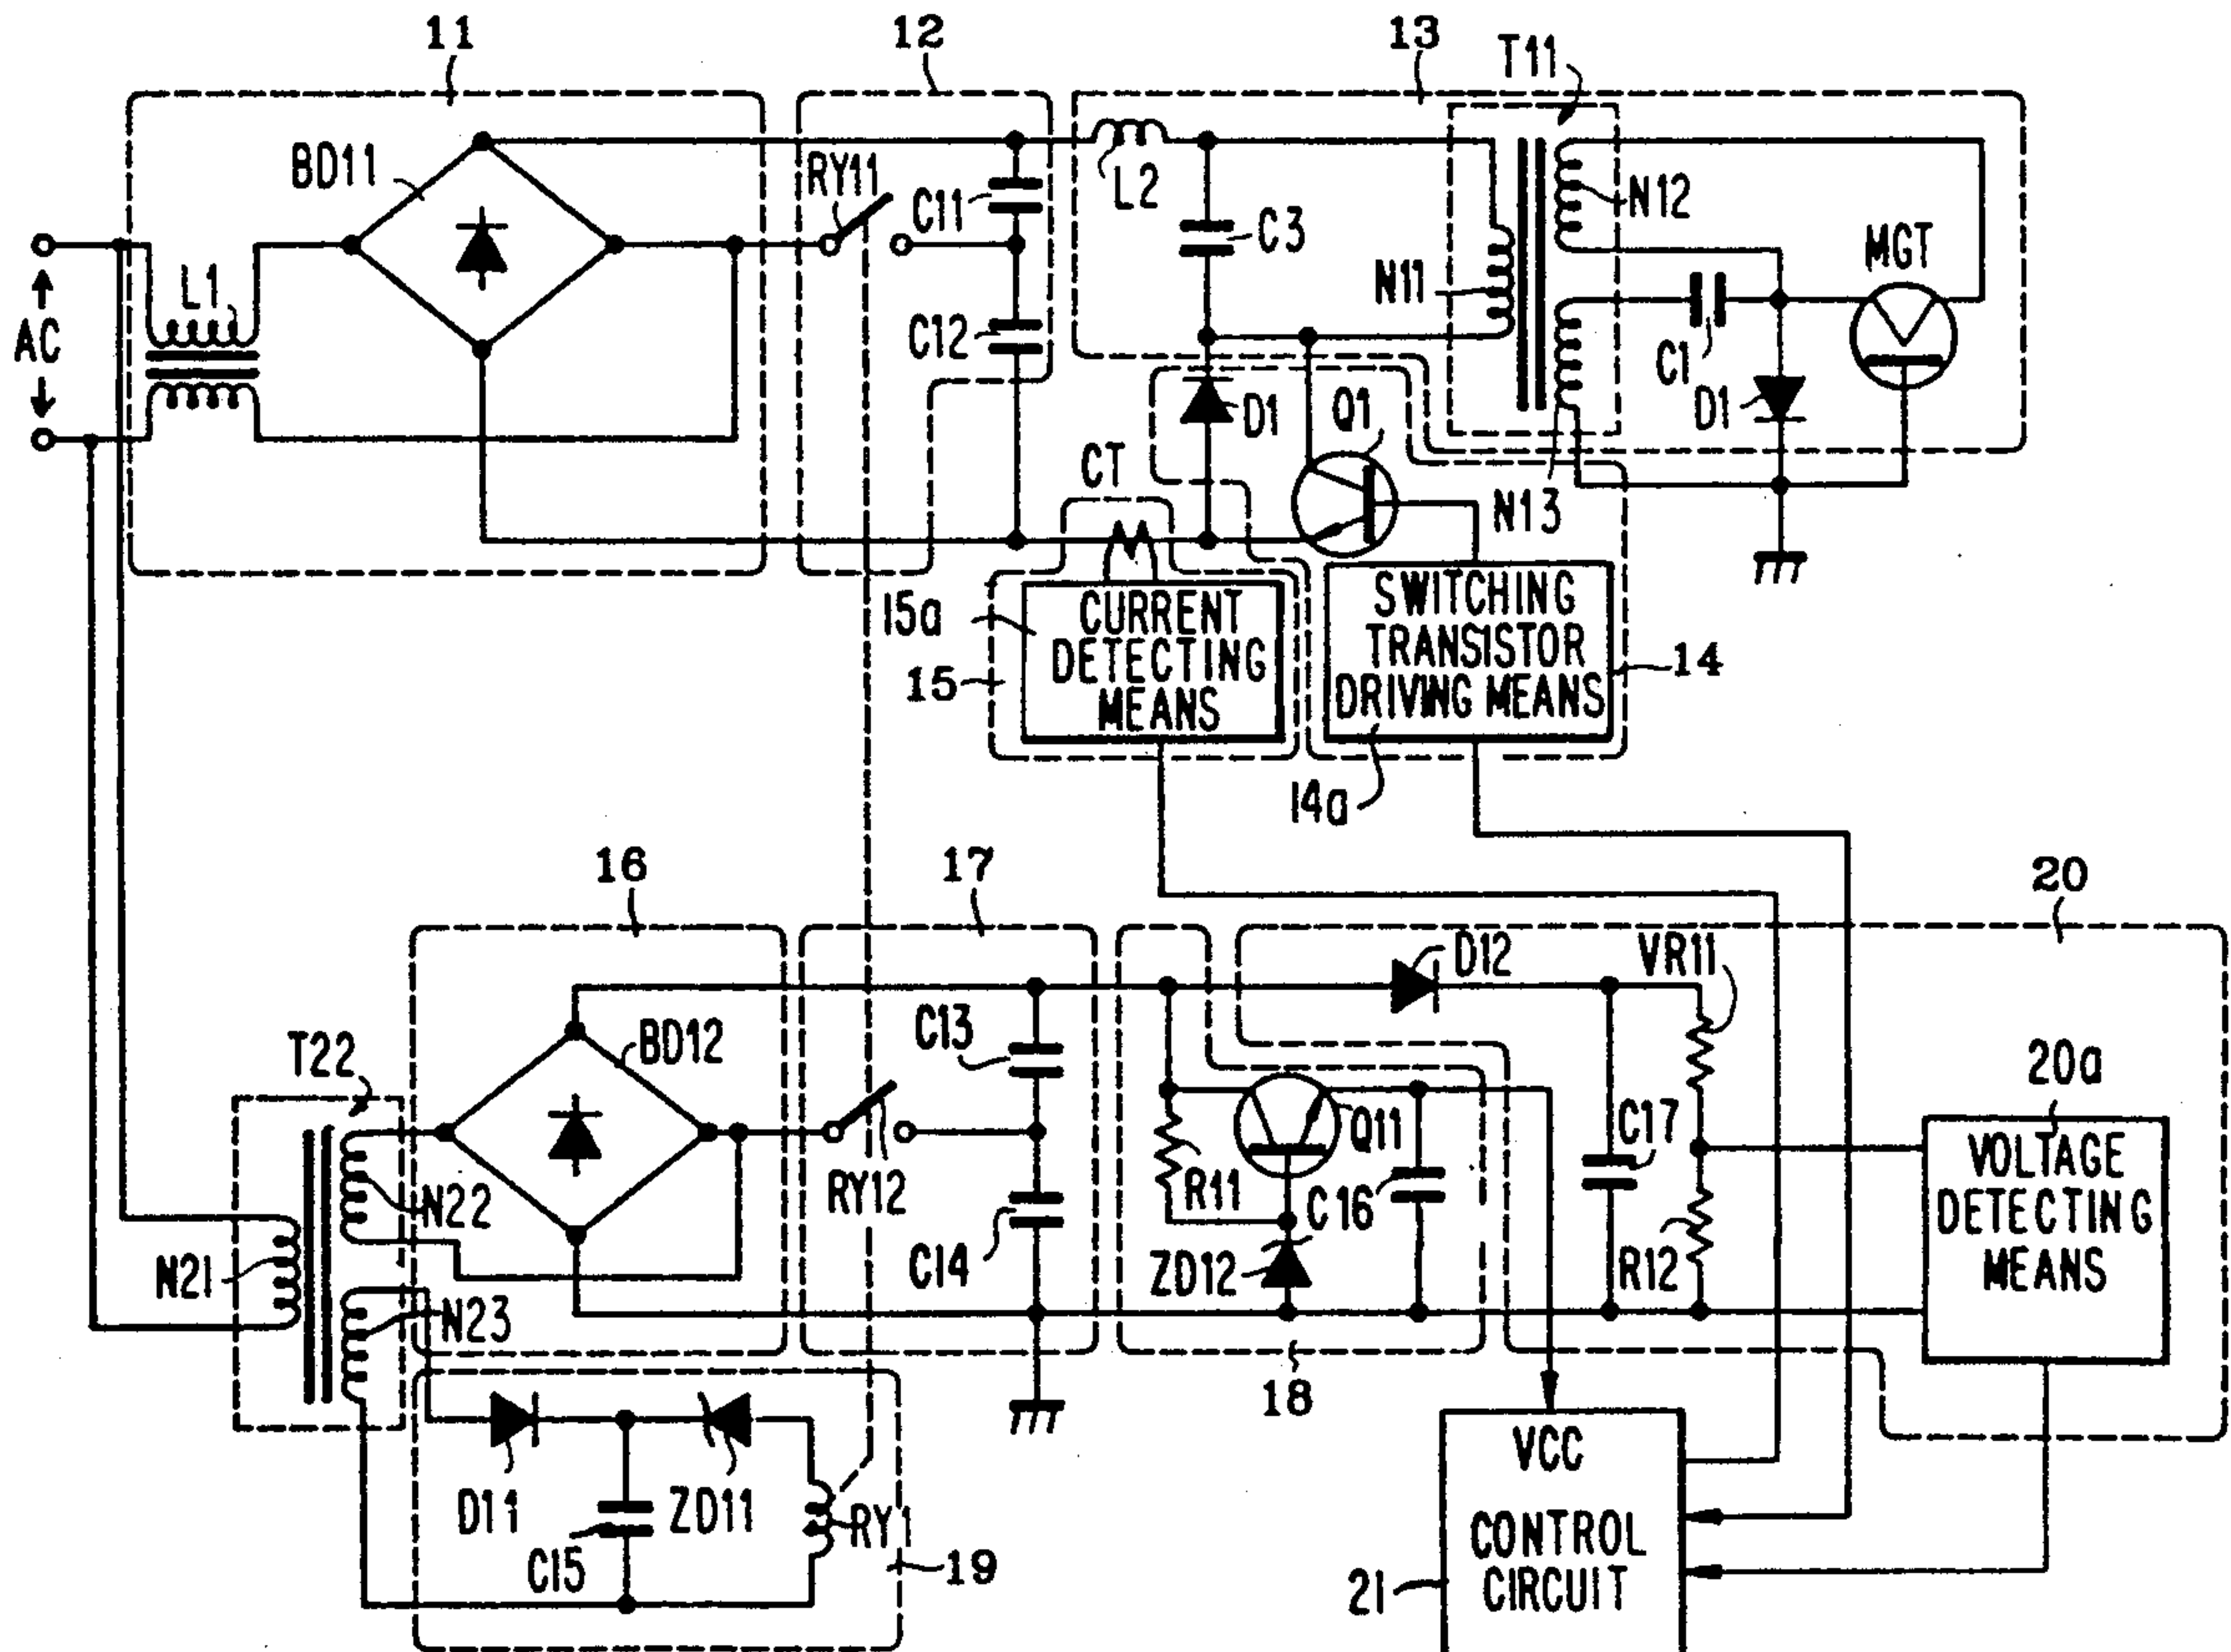 11
12
13
T11
BD11
RY11
C11
L2
C3
N12
MGT
AC
L1
C12
N11
C1
D1
D1
Q1
CT
N13
15a
CURRENT
DETECTING
MEANS
15
SWITCHING
TRANSISTOR
DRIVING MEANS
14
14a
16
17
20
D12
VR11
BD12
C13
T22
20a
Q11
C17
VOLTAGE
DETECTING
MEANS
N22
RY12
R11
C16
N21
C14
ZD12
R12
N23
18
D11
C15
ZD11
RY1
19
VCC
CONTROL
CIRCUIT
21